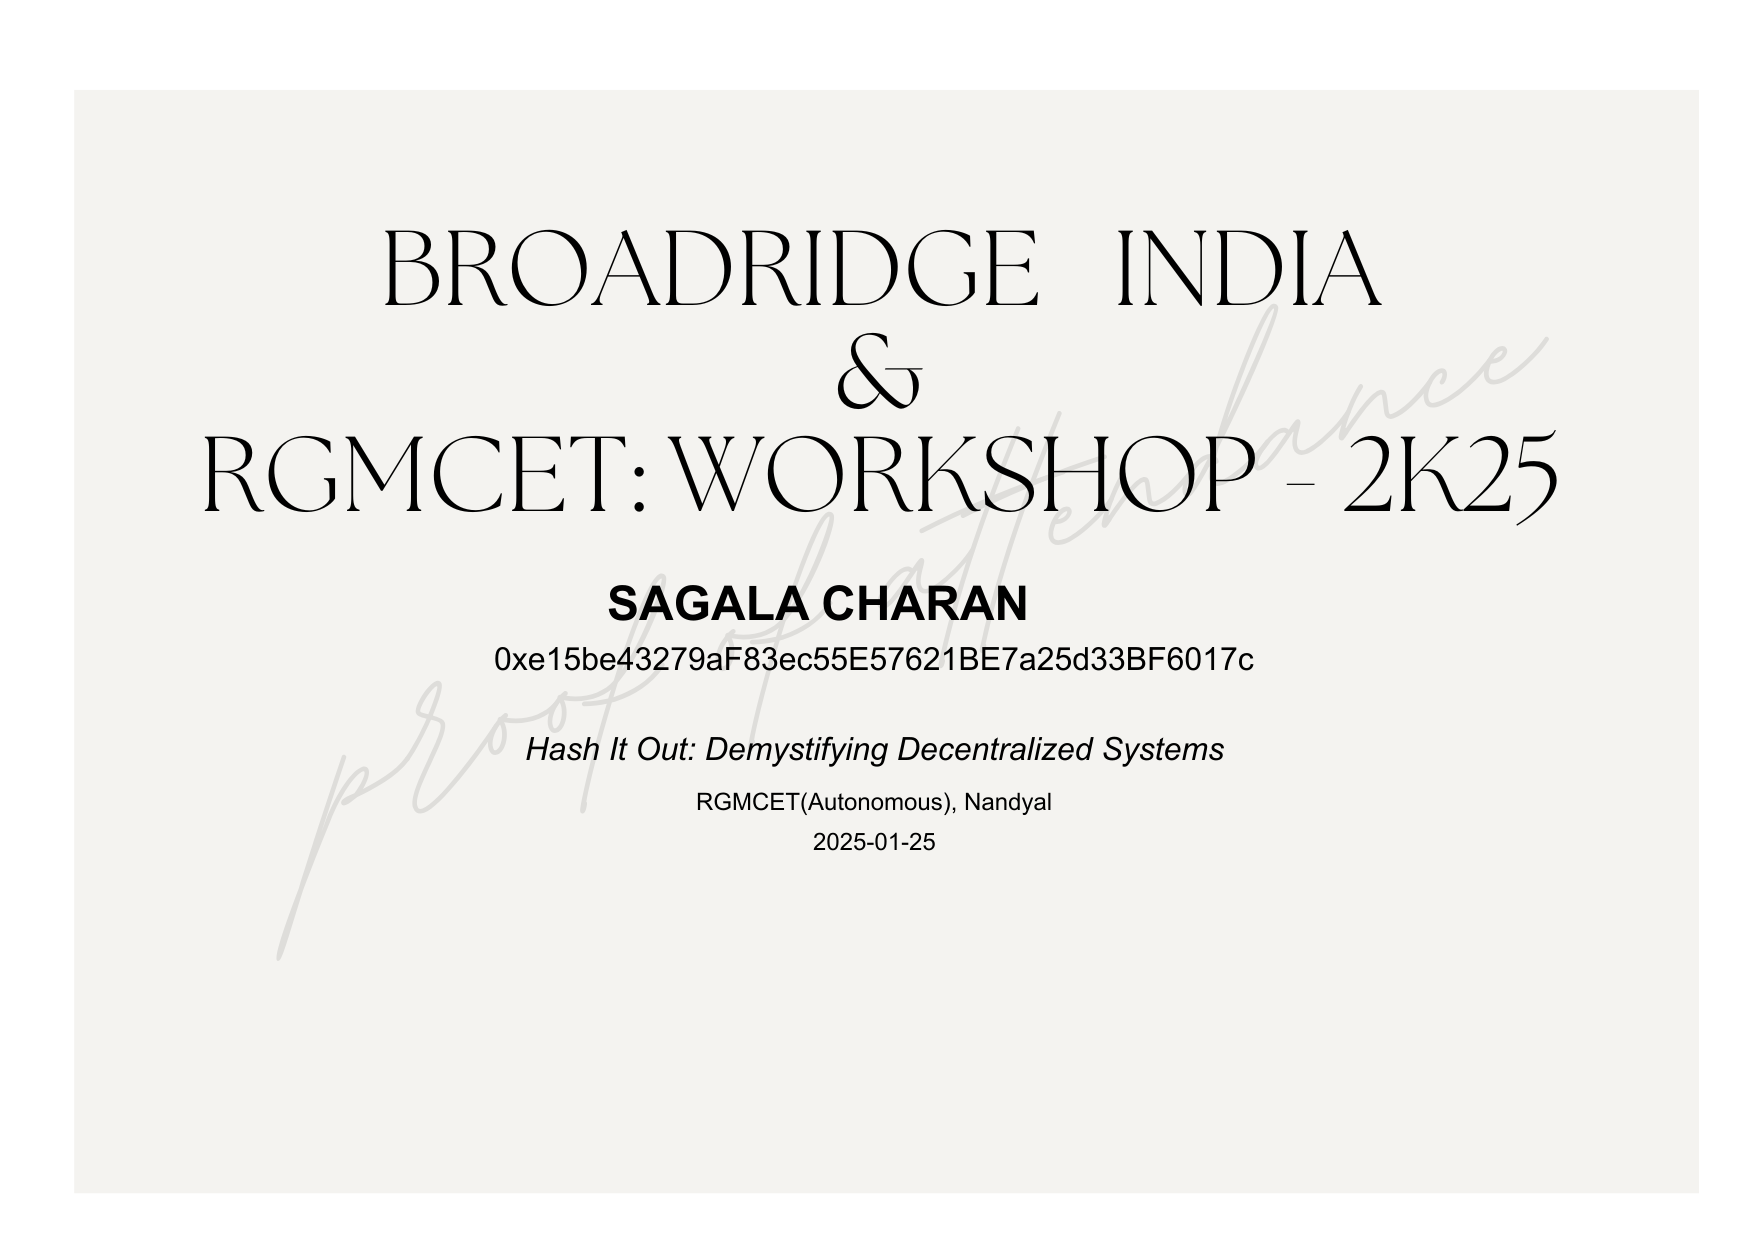 BROADRIDGE INDIA
&
RGMCET: WORKSHOP - 2K25
proof of attendance
SAGALA CHARAN
0xe15be43279aF83ec55E57621BE7a25d33BF6017c
Hash It Out: Demystifying Decentralized Systems
RGMCET(Autonomous), Nandyal
2025-01-25